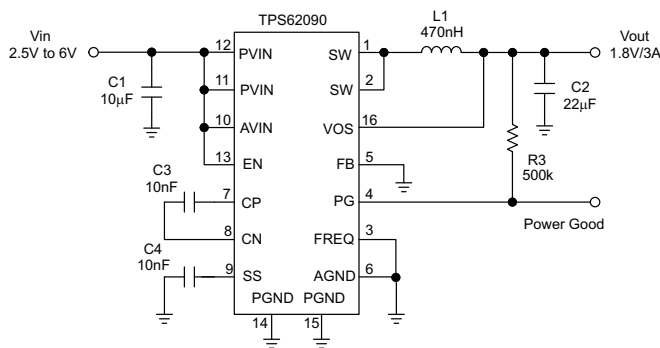 TPS62090
Vin
2.5V to 6V
12
PVIN
11
PVIN
10
AVIN
13
EN
C1
10µF
C3
10nF
7
CP
8
CN
C4
10nF
9
SS
PGND
PGND
14
15
SW
1
SW
2
VOS
16
FB
5
PG
4
FREQ
3
AGND
6
L1
470nH
Vout
1.8V/3A
C2
22µF
R3
500k
Power Good